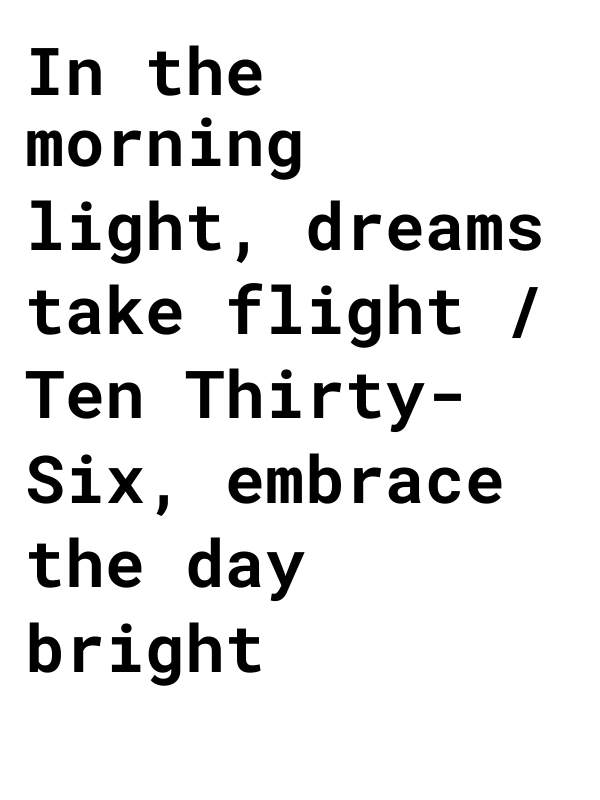 In the
morning
light, dreams
take flight /
Ten Thirty-
Six, embrace
the day
bright